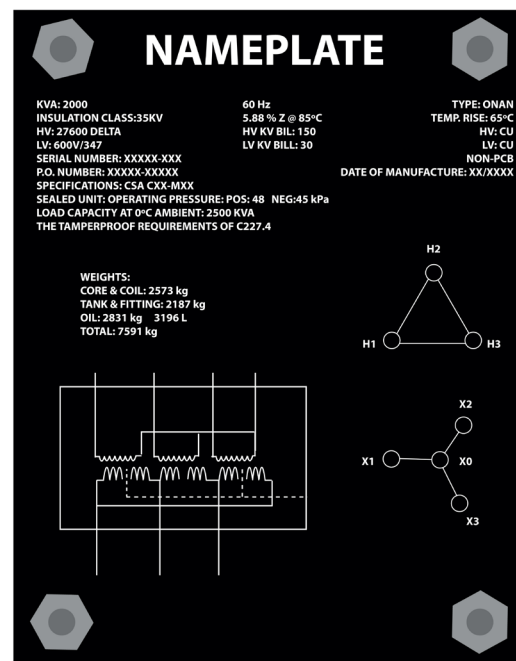 NAMEPLATE
KVA: 2000 60 Hz TYPE: ONAN
INSULATION CLASS:35KV 5.88 % Z @ 85ºC TEMP. RISE: 65ºC
HV: 27600 DELTA HV KV BIL: 150 HV: CU
LV: 600V/347 LV KV BILL: 30 LV: CU
SERIAL NUMBER: XXXXX-XXX NON-PCB
P.O. NUMBER: XXXXX-XXXXX DATE OF MANUFACTURE: XX/XXXX
SPECIFICATIONS: CSA CXX-MXX
SEALED UNIT: OPERATING PRESSURE: POS: 48 NEG:45 kPa
LOAD CAPACITY AT 0ºC AMBIENT: 2500 KVA
THE TAMPERPROOF REQUIREMENTS OF C227.4
WEIGHTS:
CORE & COIL: 2573 kg
TANK & FITTING: 2187 kg
OIL: 2831 kg 3196 L
TOTAL: 7591 kg
H2
H1 H3
X2
X1 X0
X3